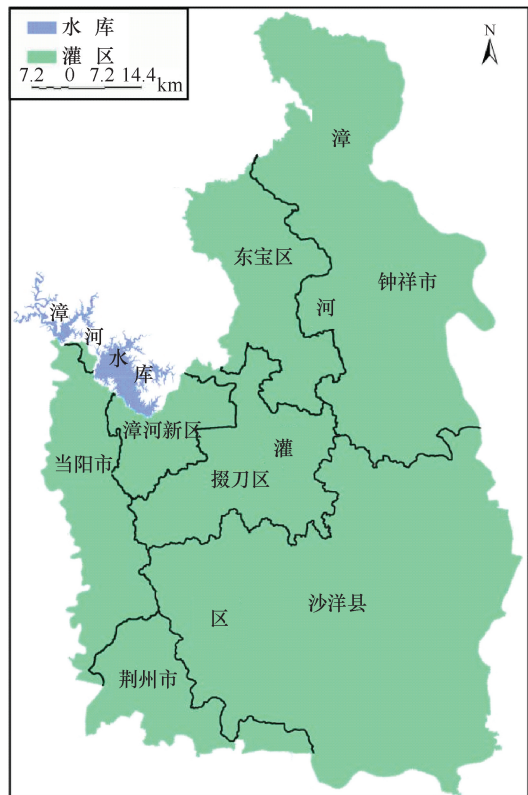 水 库
灌 区
7.2 0 7.2 14.4 km
N
漳
东宝区
钟祥市
河
漳
河
水
库
漳河新区
灌
当阳市
掇刀区
区
沙洋县
荆州市